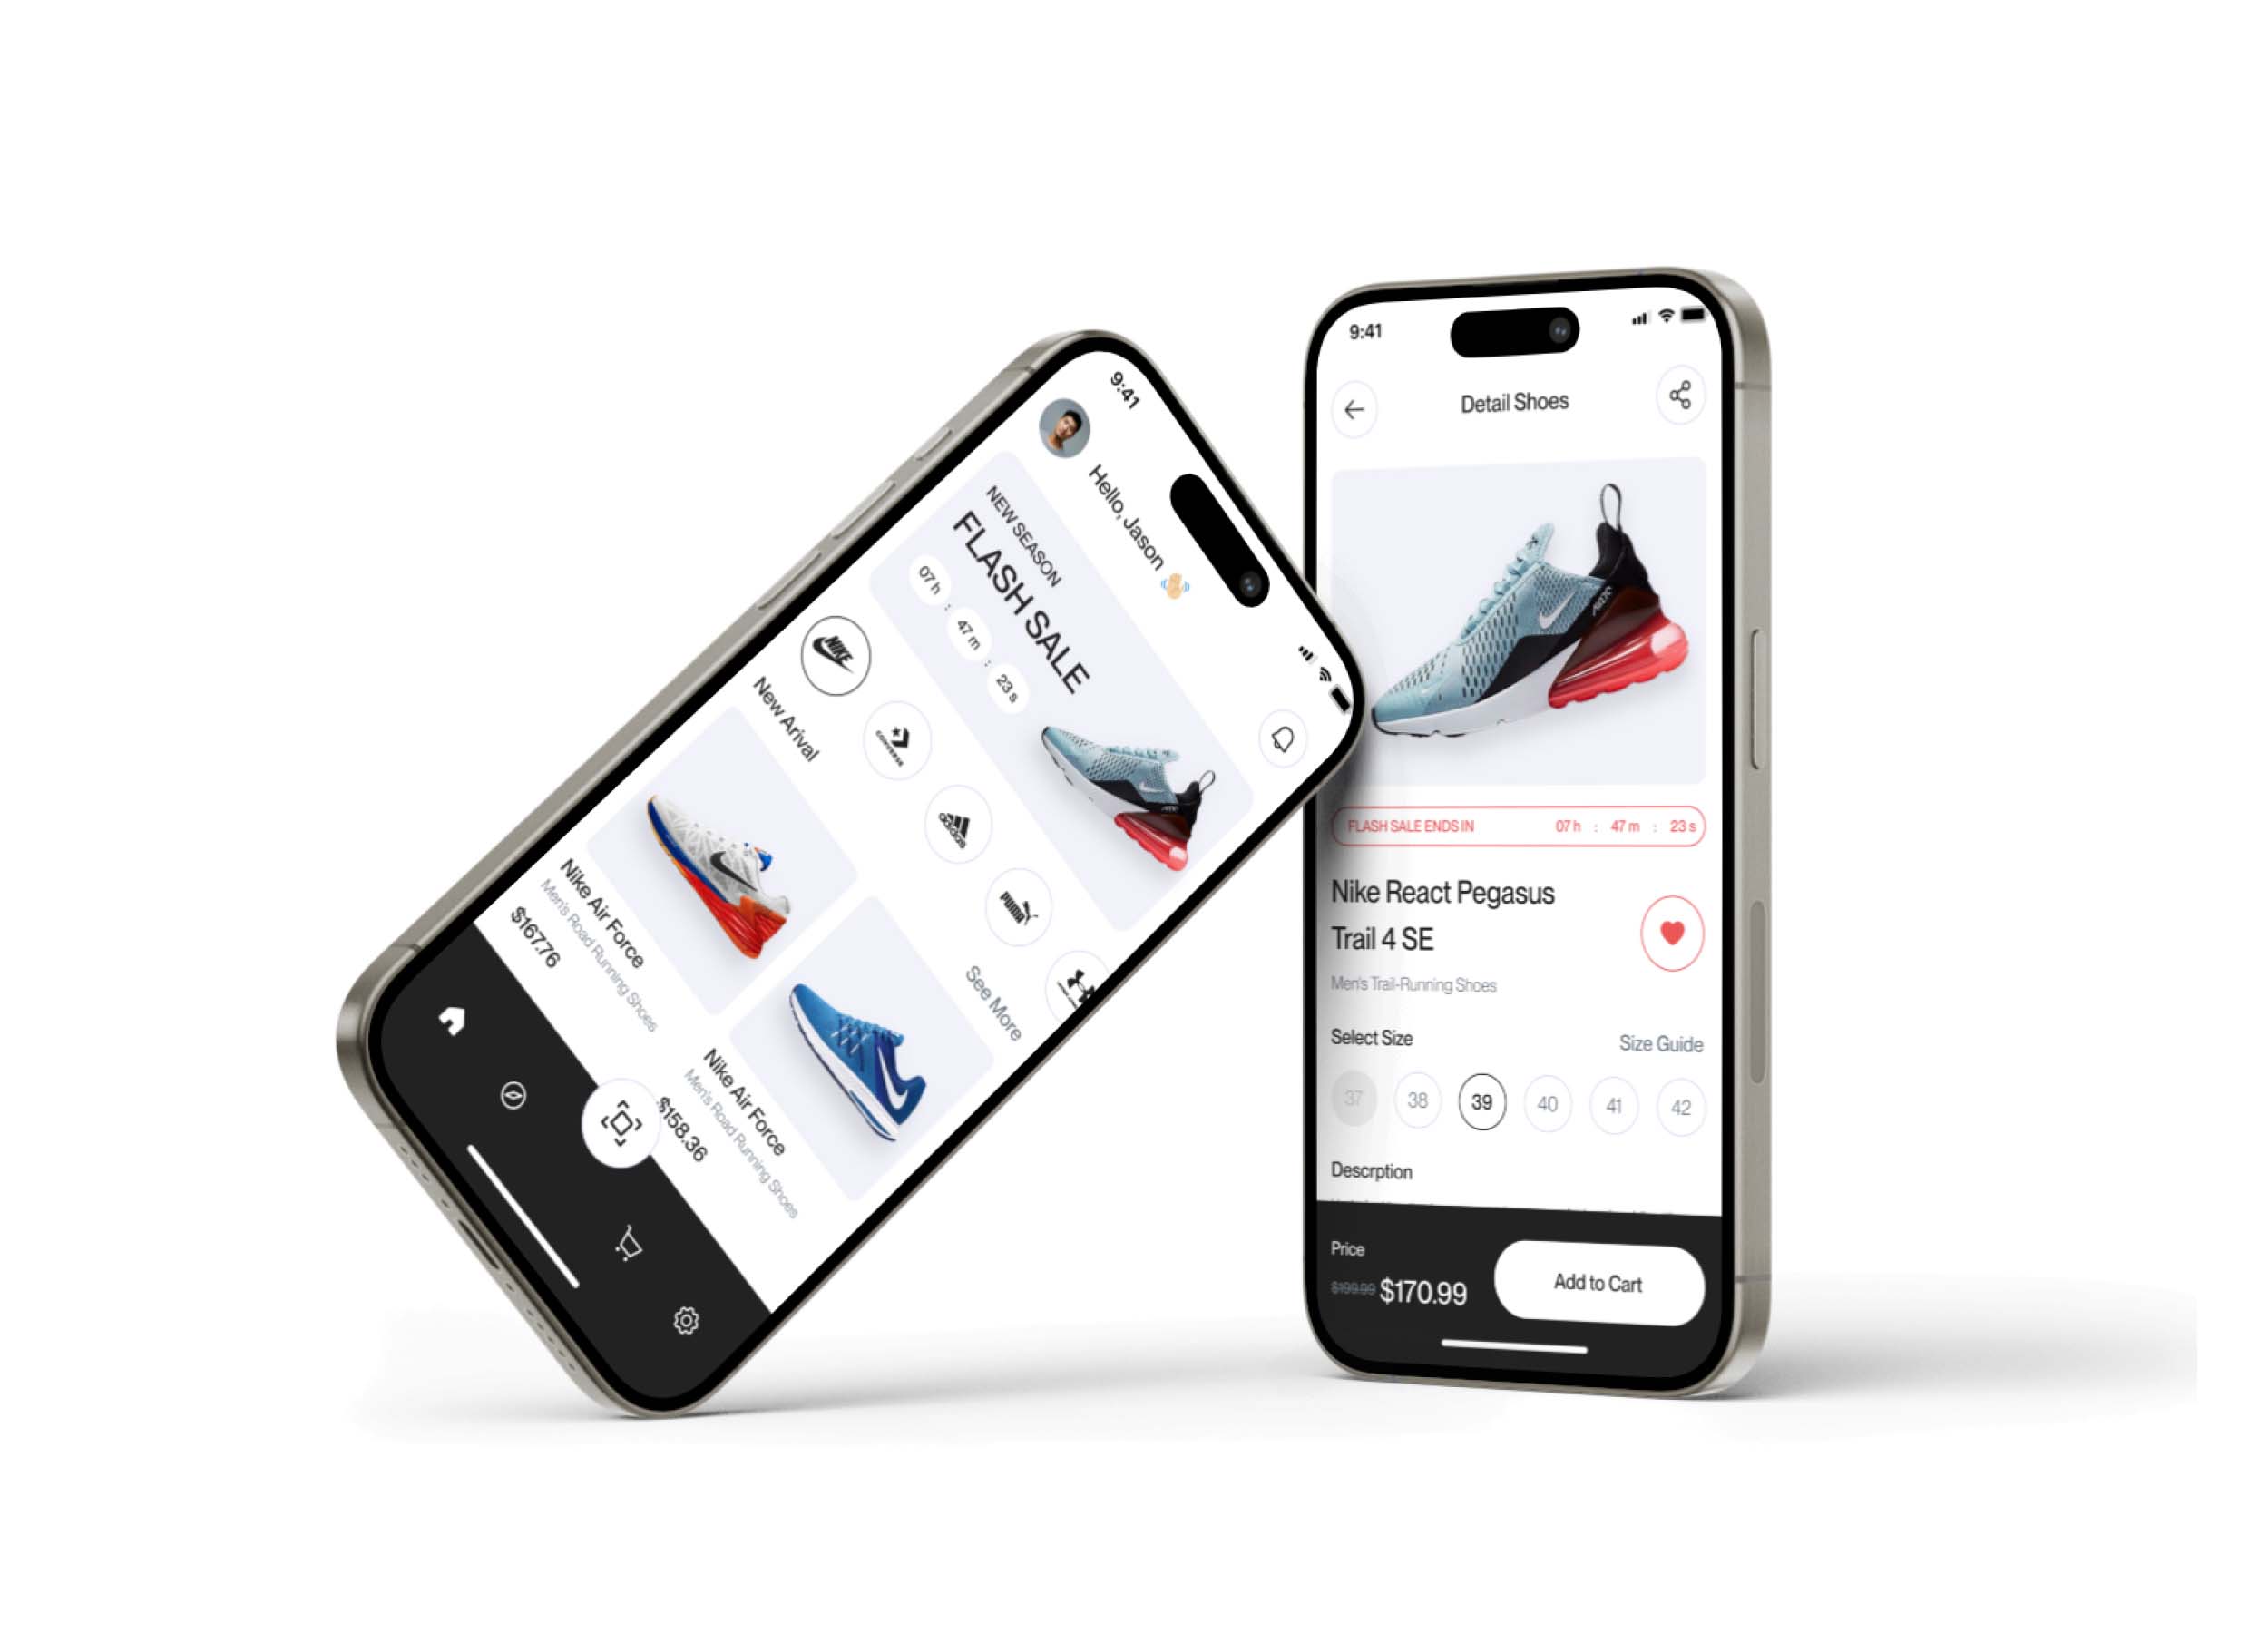 9:41
Hello, Jason 👋🏻
NEW SEASON
FLASH SALE
07 h : 47 m : 23 s
NIKE
CONVERSE
adidas
PUMA
New Arival
See More
Nike Air Force
Men's Road Running Shoes
$167.76
Nike Air Force
Men's Road Running Shoes
$158.36
9:41
Detail Shoes
AIR 270
FLASH SALE ENDS IN 07 h : 47 m : 23 s
Nike React Pegasus
Trail 4 SE
Men's Trail-Running Shoes
Select Size
Size Guide
37 38 39 40 41 42
Descrption
Price
$199.99 $170.99
Add to Cart